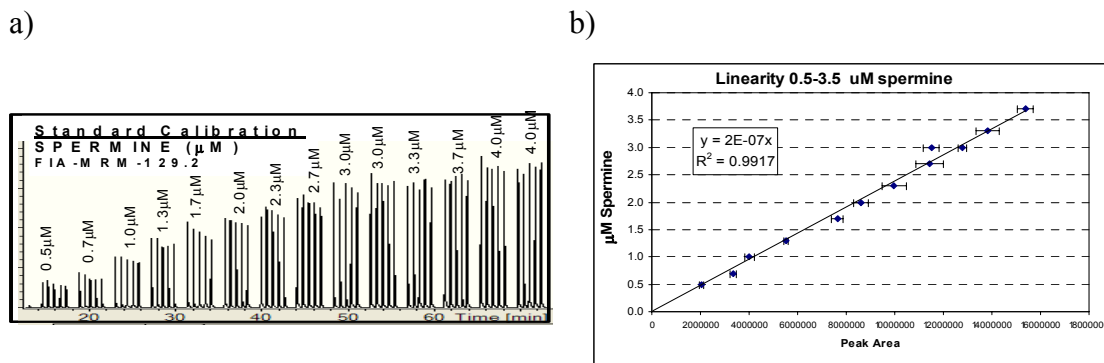 a)
Standard Calibration
SPERMINE (µM)
FIA-MRM-129.2
0.5µM
0.7µM
1.0µM
1.3µM
1.7µM
2.0µM
2.3µM
2.7µM
3.0µM
3.0µM
3.3µM
3.7µM
4.0µM
4.0µM
20 30 40 50 60 Time [min]
b)
Linearity 0.5-3.5 uM spermine
y = 2E-07x
R² = 0.9917
µM Spermine
4.0
3.5
3.0
2.5
2.0
1.5
1.0
0.5
0.0
0 2000000 4000000 6000000 8000000 10000000 12000000 14000000 16000000 18000000
Peak Area